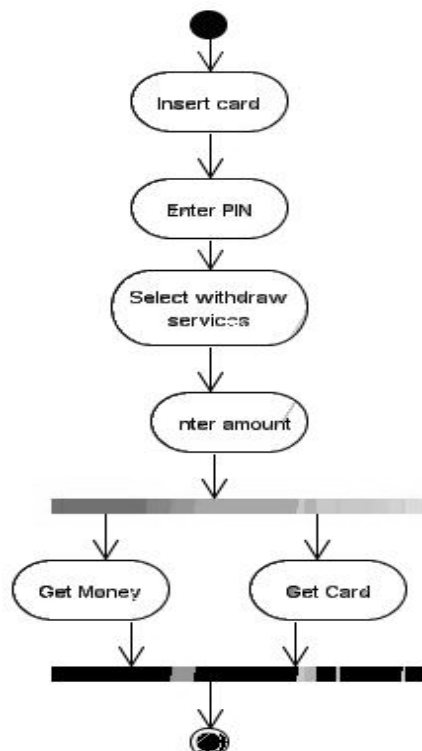 Insert card
Enter PIN
Select withdraw
services
nter amount
Get Money
Get Card